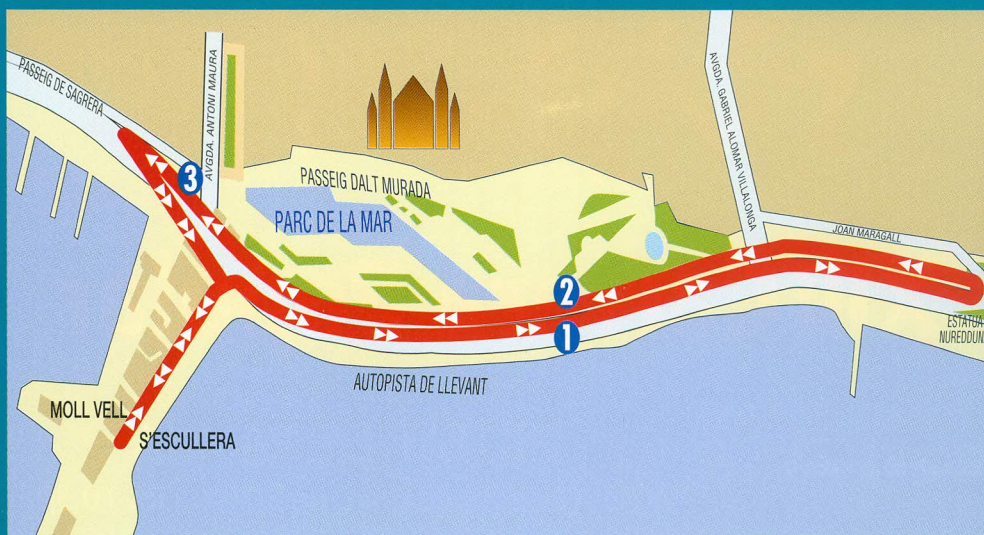 PASSEIG DE SAGRERA
AVGDA. ANTONI MAURA
AVGDA. GABRIEL ALOMAR VILLALONGA
3
PASSEIG DALT MURADA
PARC DE LA MAR
JOAN MARAGALL
2
1
ESTATUA
NUREDDUNA
AUTOPISTA DE LLEVANT
MOLL VELL
S'ESCULLERA